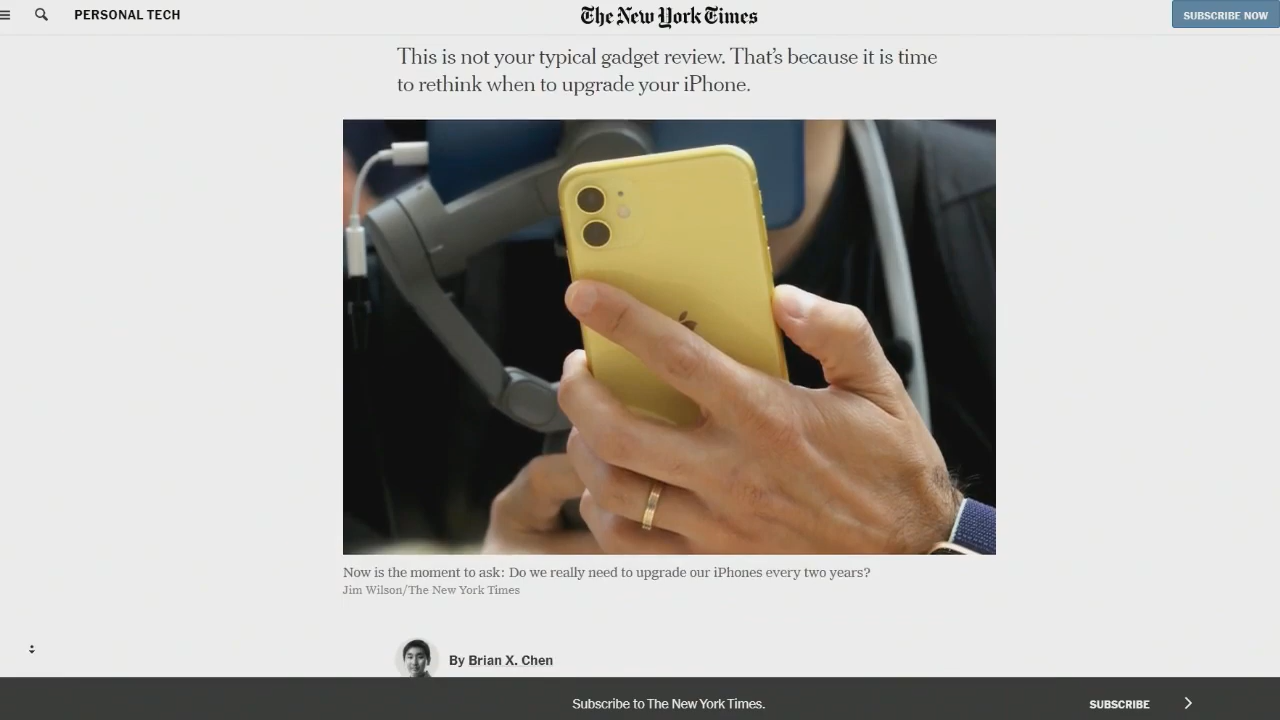 PERSONAL TECH
The New York Times
SUBSCRIBE NOW
This is not your typical gadget review. That’s because it is time
to rethink when to upgrade your iPhone.
Now is the moment to ask: Do we really need to upgrade our iPhones every two years?
Jim Wilson/The New York Times
By Brian X. Chen
Subscribe to The New York Times.
SUBSCRIBE